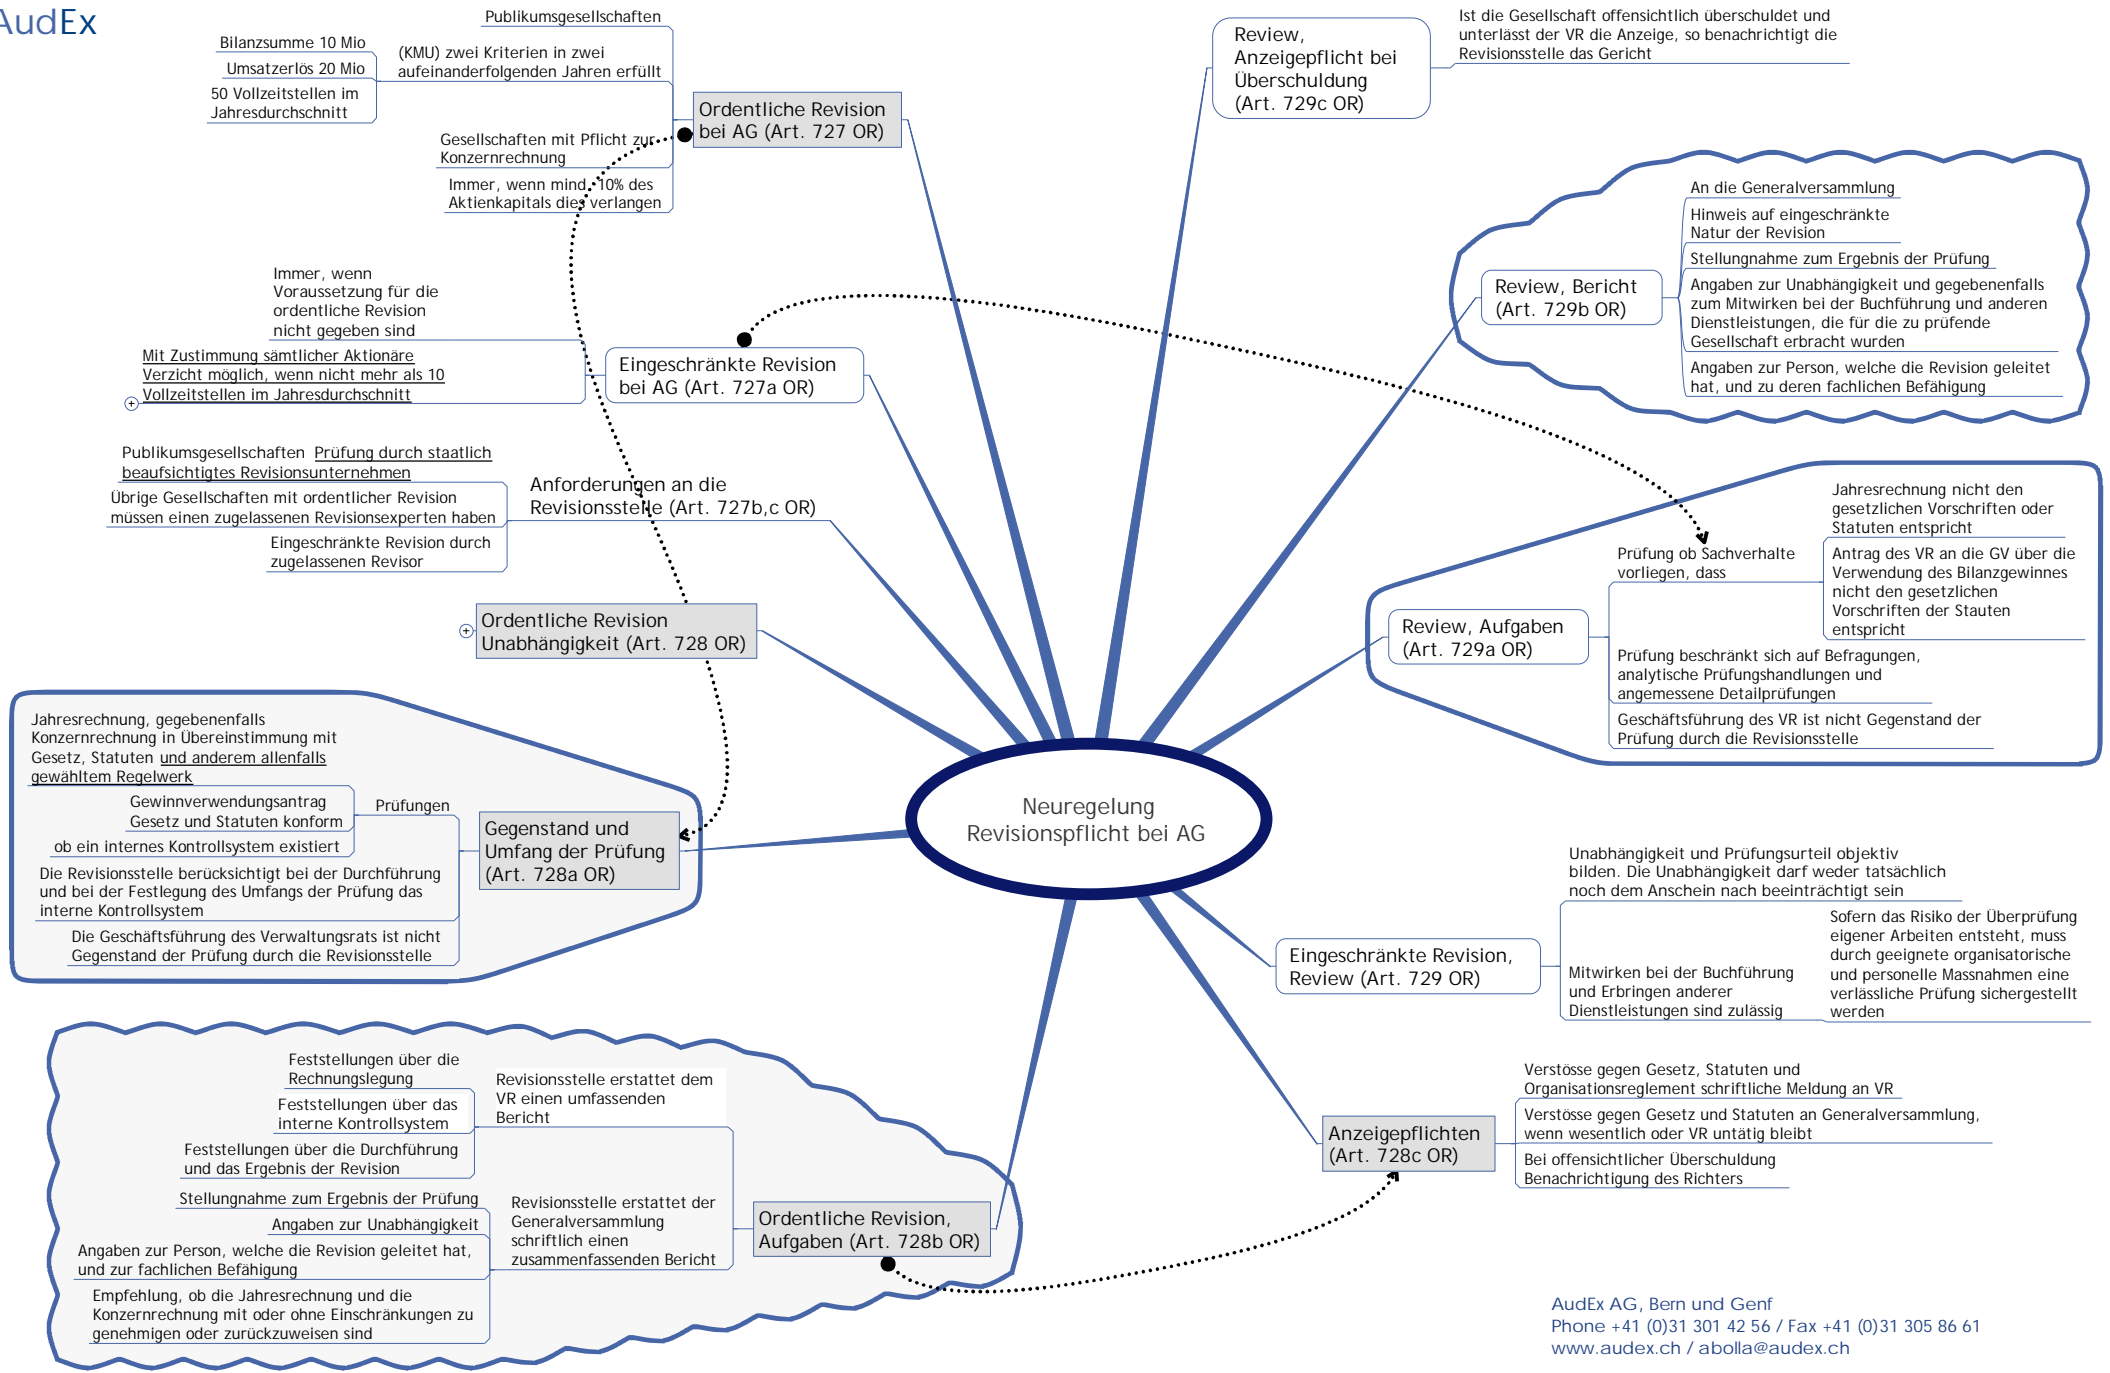 AudEx
Publikumsgesellschaften
Bilanzsumme 10 Mio
Umsatzerlös 20 Mio
50 Vollzeitstellen im
Jahresdurchschnitt
(KMU) zwei Kriterien in zwei
aufeinanderfolgenden Jahren erfüllt
Gesellschaften mit Pflicht zur
Konzernrechnung
Immer, wenn mind. 10% des
Aktienkapitals dies verlangen
Ordentliche Revision
bei AG (Art. 727 OR)
Immer, wenn
Voraussetzung für die
ordentliche Revision
nicht gegeben sind
Mit Zustimmung sämtlicher Aktionäre
Verzicht möglich, wenn nicht mehr als 10
Vollzeitstellen im Jahresdurchschnitt
Eingeschränkte Revision
bei AG (Art. 727a OR)
Publikumsgesellschaften Prüfung durch staatlich
beaufsichtigtes Revisionsunternehmen
Übrige Gesellschaften mit ordentlicher Revision
müssen einen zugelassenen Revisionsexperten haben
Eingeschränkte Revision durch
zugelassenen Revisor
Anforderungen an die
Revisionsstelle (Art. 727b,c OR)
Ordentliche Revision
Unabhängigkeit (Art. 728 OR)
Jahresrechnung, gegebenenfalls
Konzernrechnung in Übereinstimmung mit
Gesetz, Statuten und anderem allenfalls
gewähltem Regelwerk
Gewinnverwendungsantrag
Gesetz und Statuten konform
ob ein internes Kontrollsystem existiert
Prüfungen
Die Revisionsstelle berücksichtigt bei der Durchführung
und bei der Festlegung des Umfangs der Prüfung das
interne Kontrollsystem
Die Geschäftsführung des Verwaltungsrats ist nicht
Gegenstand der Prüfung durch die Revisionsstelle
Gegenstand und
Umfang der Prüfung
(Art. 728a OR)
Feststellungen über die
Rechnungslegung
Feststellungen über das
interne Kontrollsystem
Feststellungen über die Durchführung
und das Ergebnis der Revision
Revisionsstelle erstattet dem
VR einen umfassenden
Bericht
Stellungnahme zum Ergebnis der Prüfung
Angaben zur Unabhängigkeit
Angaben zur Person, welche die Revision geleitet hat,
und zur fachlichen Befähigung
Empfehlung, ob die Jahresrechnung und die
Konzernrechnung mit oder ohne Einschränkungen zu
genehmigen oder zurückzuweisen sind
Revisionsstelle erstattet der
Generalversammlung
schriftlich einen
zusammenfassenden Bericht
Ordentliche Revision,
Aufgaben (Art. 728b OR)
Neuregelung
Revisionspflicht bei AG
Review,
Anzeigepflicht bei
Überschuldung
(Art. 729c OR)
Ist die Gesellschaft offensichtlich überschuldet und
unterlässt der VR die Anzeige, so benachrichtigt die
Revisionsstelle das Gericht
Review, Bericht
(Art. 729b OR)
An die Generalversammlung
Hinweis auf eingeschränkte
Natur der Revision
Stellungnahme zum Ergebnis der Prüfung
Angaben zur Unabhängigkeit und gegebenenfalls
zum Mitwirken bei der Buchführung und anderen
Dienstleistungen, die für die zu prüfende
Gesellschaft erbracht wurden
Angaben zur Person, welche die Revision geleitet
hat, und zu deren fachlichen Befähigung
Review, Aufgaben
(Art. 729a OR)
Prüfung ob Sachverhalte
vorliegen, dass
Jahresrechnung nicht den
gesetzlichen Vorschriften oder
Statuten entspricht
Antrag des VR an die GV über die
Verwendung des Bilanzgewinnes
nicht den gesetzlichen
Vorschriften der Stauten
entspricht
Prüfung beschränkt sich auf Befragungen,
analytische Prüfungshandlungen und
angemessene Detailprüfungen
Geschäftsführung des VR ist nicht Gegenstand der
Prüfung durch die Revisionsstelle
Eingeschränkte Revision,
Review (Art. 729 OR)
Unabhängigkeit und Prüfungsurteil objektiv
bilden. Die Unabhängigkeit darf weder tatsächlich
noch dem Anschein nach beeinträchtigt sein
Mitwirken bei der Buchführung
und Erbringen anderer
Dienstleistungen sind zulässig
Sofern das Risiko der Überprüfung
eigener Arbeiten entsteht, muss
durch geeignete organisatorische
und personelle Massnahmen eine
verlässliche Prüfung sichergestellt
werden
Anzeigepflichten
(Art. 728c OR)
Verstösse gegen Gesetz, Statuten und
Organisationsreglement schriftliche Meldung an VR
Verstösse gegen Gesetz und Statuten an Generalversammlung,
wenn wesentlich oder VR untätig bleibt
Bei offensichtlicher Überschuldung
Benachrichtigung des Richters
AudEx AG, Bern und Genf
Phone +41 (0)31 301 42 56 / Fax +41 (0)31 305 86 61
www.audex.ch / abolla@audex.ch